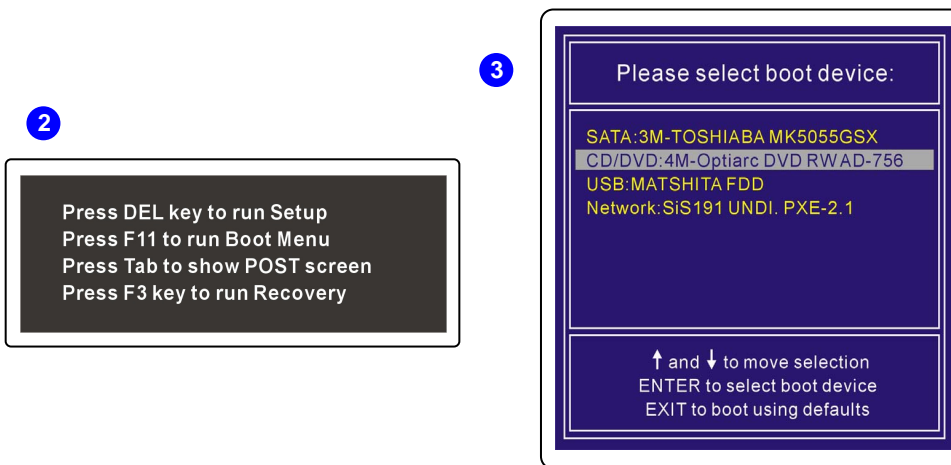 2
Press DEL key to run Setup
Press F11 to run Boot Menu
Press Tab to show POST screen
Press F3 key to run Recovery
3
Please select boot device:
SATA:3M-TOSHIABA MK5055GSX
CD/DVD:4M-Optiarc DVD RW AD-756
USB:MATSHITA FDD
Network:SiS191 UNDI. PXE-2.1
↑ and ↓ to move selection
ENTER to select boot device
EXIT to boot using defaults